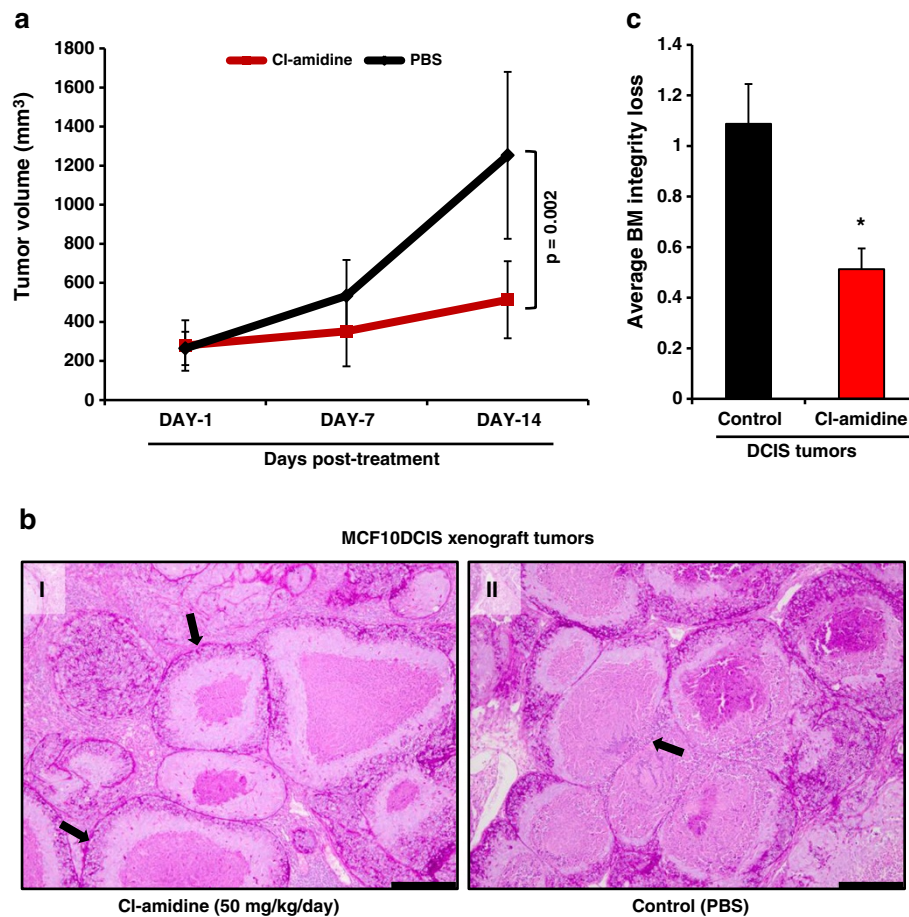 a
1800
1600
1400
1200
1000
800
600
400
200
0
Tumor volume (mm³)
Cl-amidine
PBS
p = 0.002
DAY-1
DAY-7
DAY-14
Days post-treatment
c
1.4
1.2
1
0.8
0.6
0.4
0.2
0
Average BM integrity loss
*
Control
Cl-amidine
DCIS tumors
b
MCF10DCIS xenograft tumors
I
II
Cl-amidine (50 mg/kg/day)
Control (PBS)